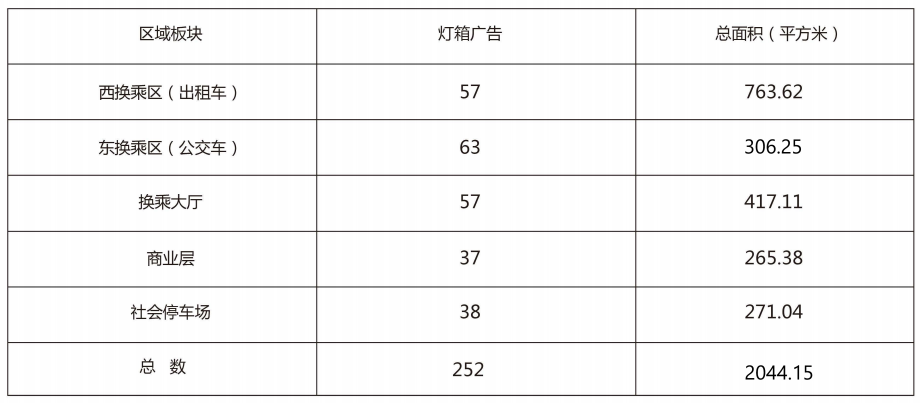 区域板块 灯箱广告 总面积（平方米）
西换乘区（出租车） 57 763.62
东换乘区（公交车） 63 306.25
换乘大厅 57 417.11
商业层 37 265.38
社会停车场 38 271.04
总 数 252 2044.15